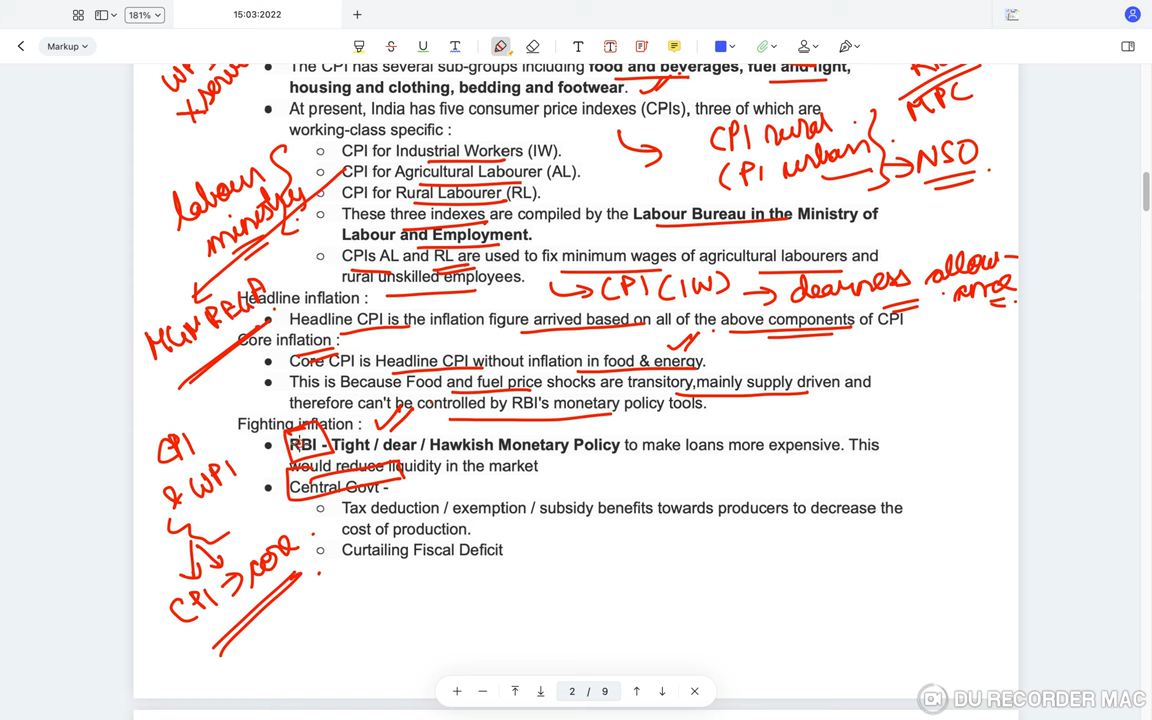 181%
15:03:2022
Markup
WPI
+ serv
The CPI has several sub-groups including food and beverages, fuel and light,
housing and clothing, bedding and footwear.
MPC
At present, India has five consumer price indexes (CPIs), three of which are
working-class specific :
CPI rural
CPI urban
NSO
CPI for Industrial Workers (IW).
CPI for Agricultural Labourer (AL).
CPI for Rural Labourer (RL).
labour
ministry
These three indexes are compiled by the Labour Bureau in the Ministry of
Labour and Employment.
CPIs AL and RL are used to fix minimum wages of agricultural labourers and
rural unskilled employees.
CPI (IW) → dearness allow-
ance
MGNREGA
Headline inflation :
Headline CPI is the inflation figure arrived based on all of the above components of CPI
Core inflation :
Core CPI is Headline CPI without inflation in food & energy.
This is Because Food and fuel price shocks are transitory,mainly supply driven and
therefore can't be controlled by RBI's monetary policy tools.
Fighting inflation :
RBI - Tight / dear / Hawkish Monetary Policy to make loans more expensive. This
would reduce liquidity in the market
Central Govt -
Tax deduction / exemption / subsidy benefits towards producers to decrease the
cost of production.
Curtailing Fiscal Deficit
CPI
& WPI
CPI → core
2 / 9
DU RECORDER MAC